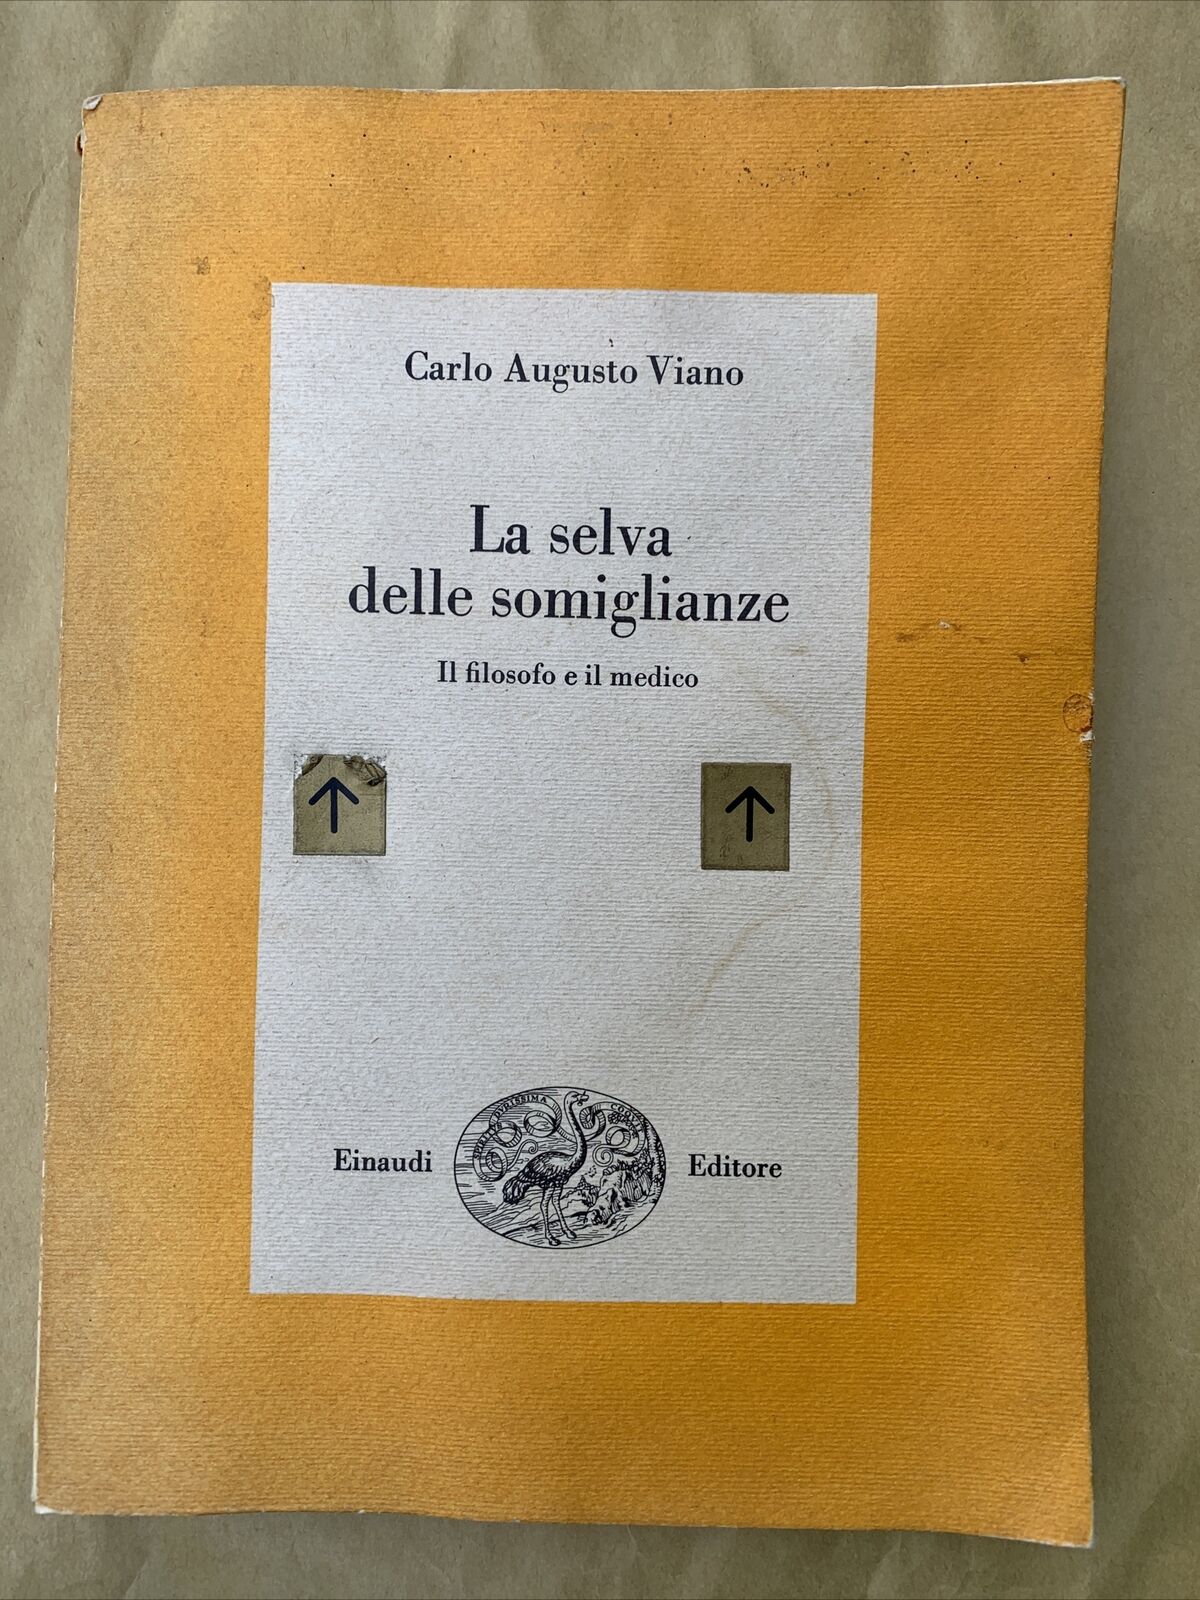 Carlo Augusto Viano
La selva
delle somiglianze
Il filosofo e il medico
Einaudi
Editore